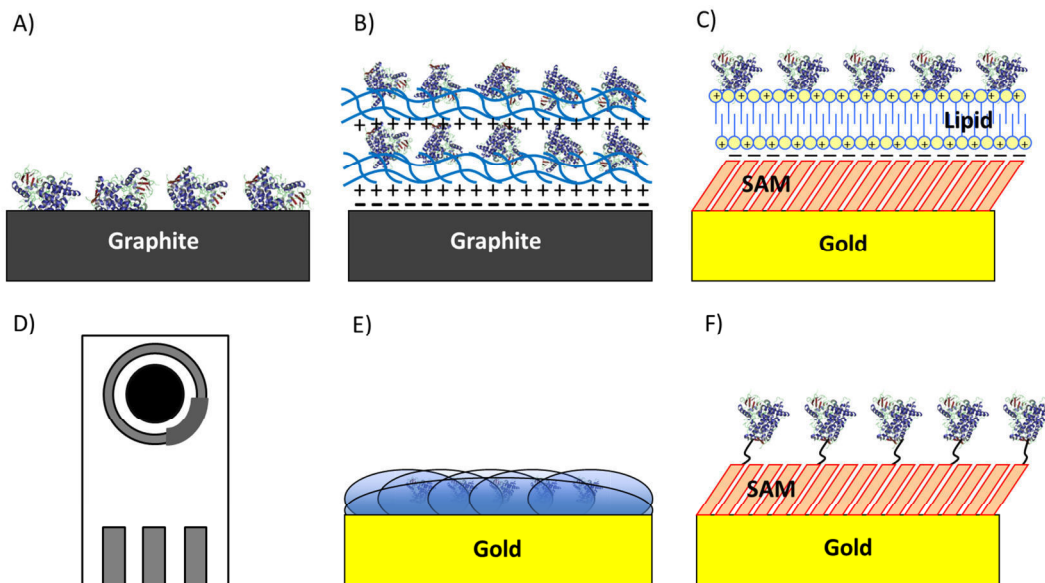 A)
B)
C)
Lipid
SAM
Graphite
Graphite
Gold
D)
E)
F)
SAM
Gold
Gold